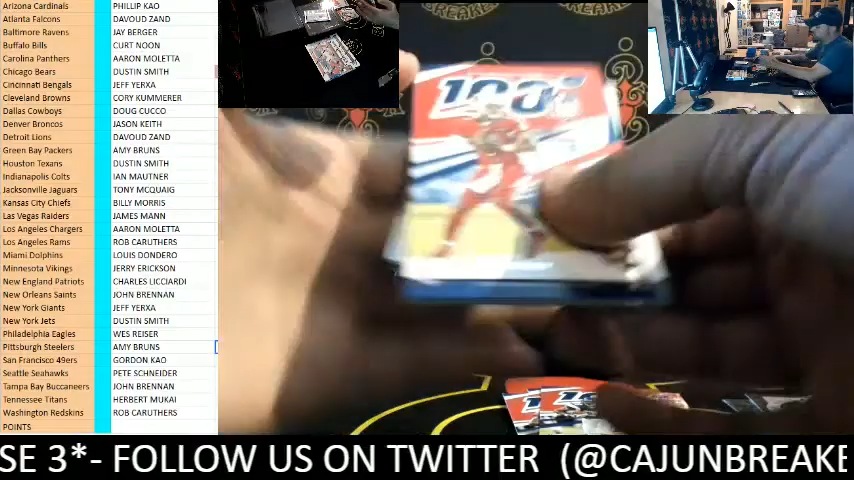 Arizona Cardinals PHILLIP KAO
Atlanta Falcons DAVOUD ZAND
Baltimore Ravens JAY BERGER
Buffalo Bills CURT NOON
Carolina Panthers AARON MOLETTA
Chicago Bears DUSTIN SMITH
Cincinnati Bengals JEFF YERXA
Cleveland Browns CORY KUMMERER
Dallas Cowboys DOUG CUCCO
Denver Broncos JASON KEITH
Detroit Lions DAVOUD ZAND
Green Bay Packers AMY BRUNS
Houston Texans DUSTIN SMITH
Indianapolis Colts IAN MAUTNER
Jacksonville Jaguars TONY MCQUAIG
Kansas City Chiefs BILLY MORRIS
Las Vegas Raiders JAMES MANN
Los Angeles Chargers AARON MOLETTA
Los Angeles Rams ROB CARUTHERS
Miami Dolphins LOUIS DONDERO
Minnesota Vikings JERRY ERICKSON
New England Patriots CHARLES LICCIARDI
New Orleans Saints JOHN BRENNAN
New York Giants JEFF YERXA
New York Jets DUSTIN SMITH
Philadelphia Eagles WES REISER
Pittsburgh Steelers AMY BRUNS
San Francisco 49ers GORDON KAO
Seattle Seahawks PETE SCHNEIDER
Tampa Bay Buccaneers JOHN BRENNAN
Tennessee Titans HERBERT MUKAI
Washington Redskins ROB CARUTHERS
POINTS
100
SE 3*- FOLLOW US ON TWITTER (@CAJUNBREAKE